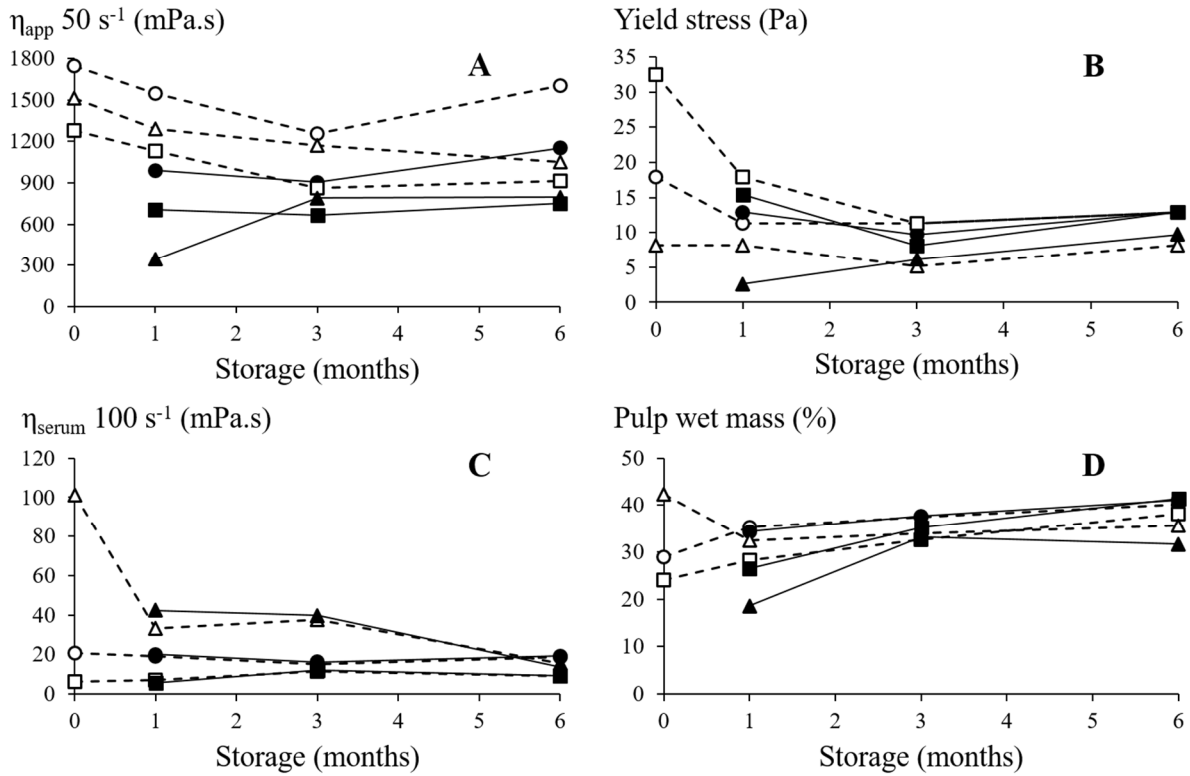 η_app 50 s⁻¹ (mPa.s)
A
1800
1500
1200
900
600
300
0
0 1 2 3 4 5 6
Storage (months)
Yield stress (Pa)
B
35
30
25
20
15
10
5
0
0 1 2 3 4 5 6
Storage (months)
η_serum 100 s⁻¹ (mPa.s)
C
120
100
80
60
40
20
0
0 1 2 3 4 5 6
Storage (months)
Pulp wet mass (%)
D
50
40
30
20
10
0
0 1 2 3 4 5 6
Storage (months)